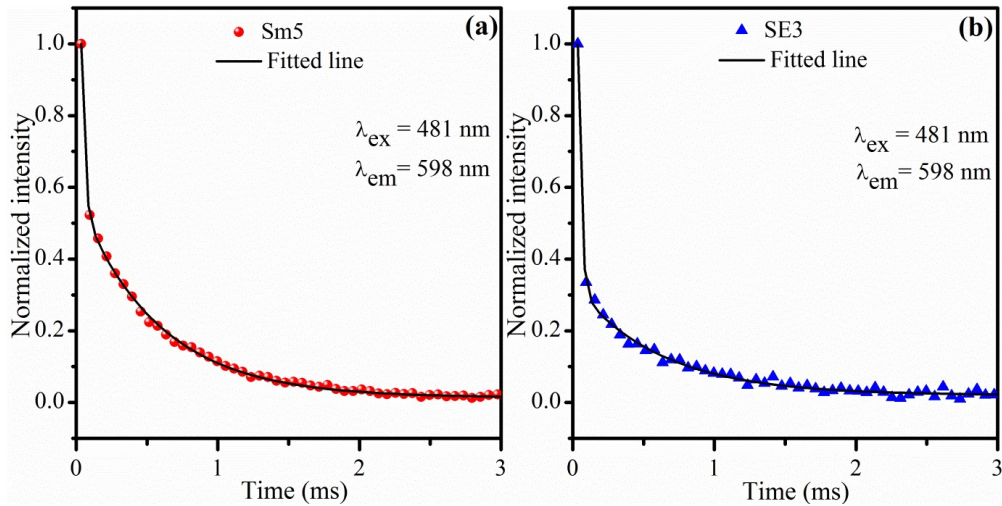 (a)
Sm5
Fitted line
λex = 481 nm
λem= 598 nm
Normalized intensity
1.0
0.8
0.6
0.4
0.2
0.0
0
1
2
3
Time (ms)
(b)
SE3
Fitted line
λex = 481 nm
λem= 598 nm
Normalized intensity
1.0
0.8
0.6
0.4
0.2
0.0
0
1
2
3
Time (ms)